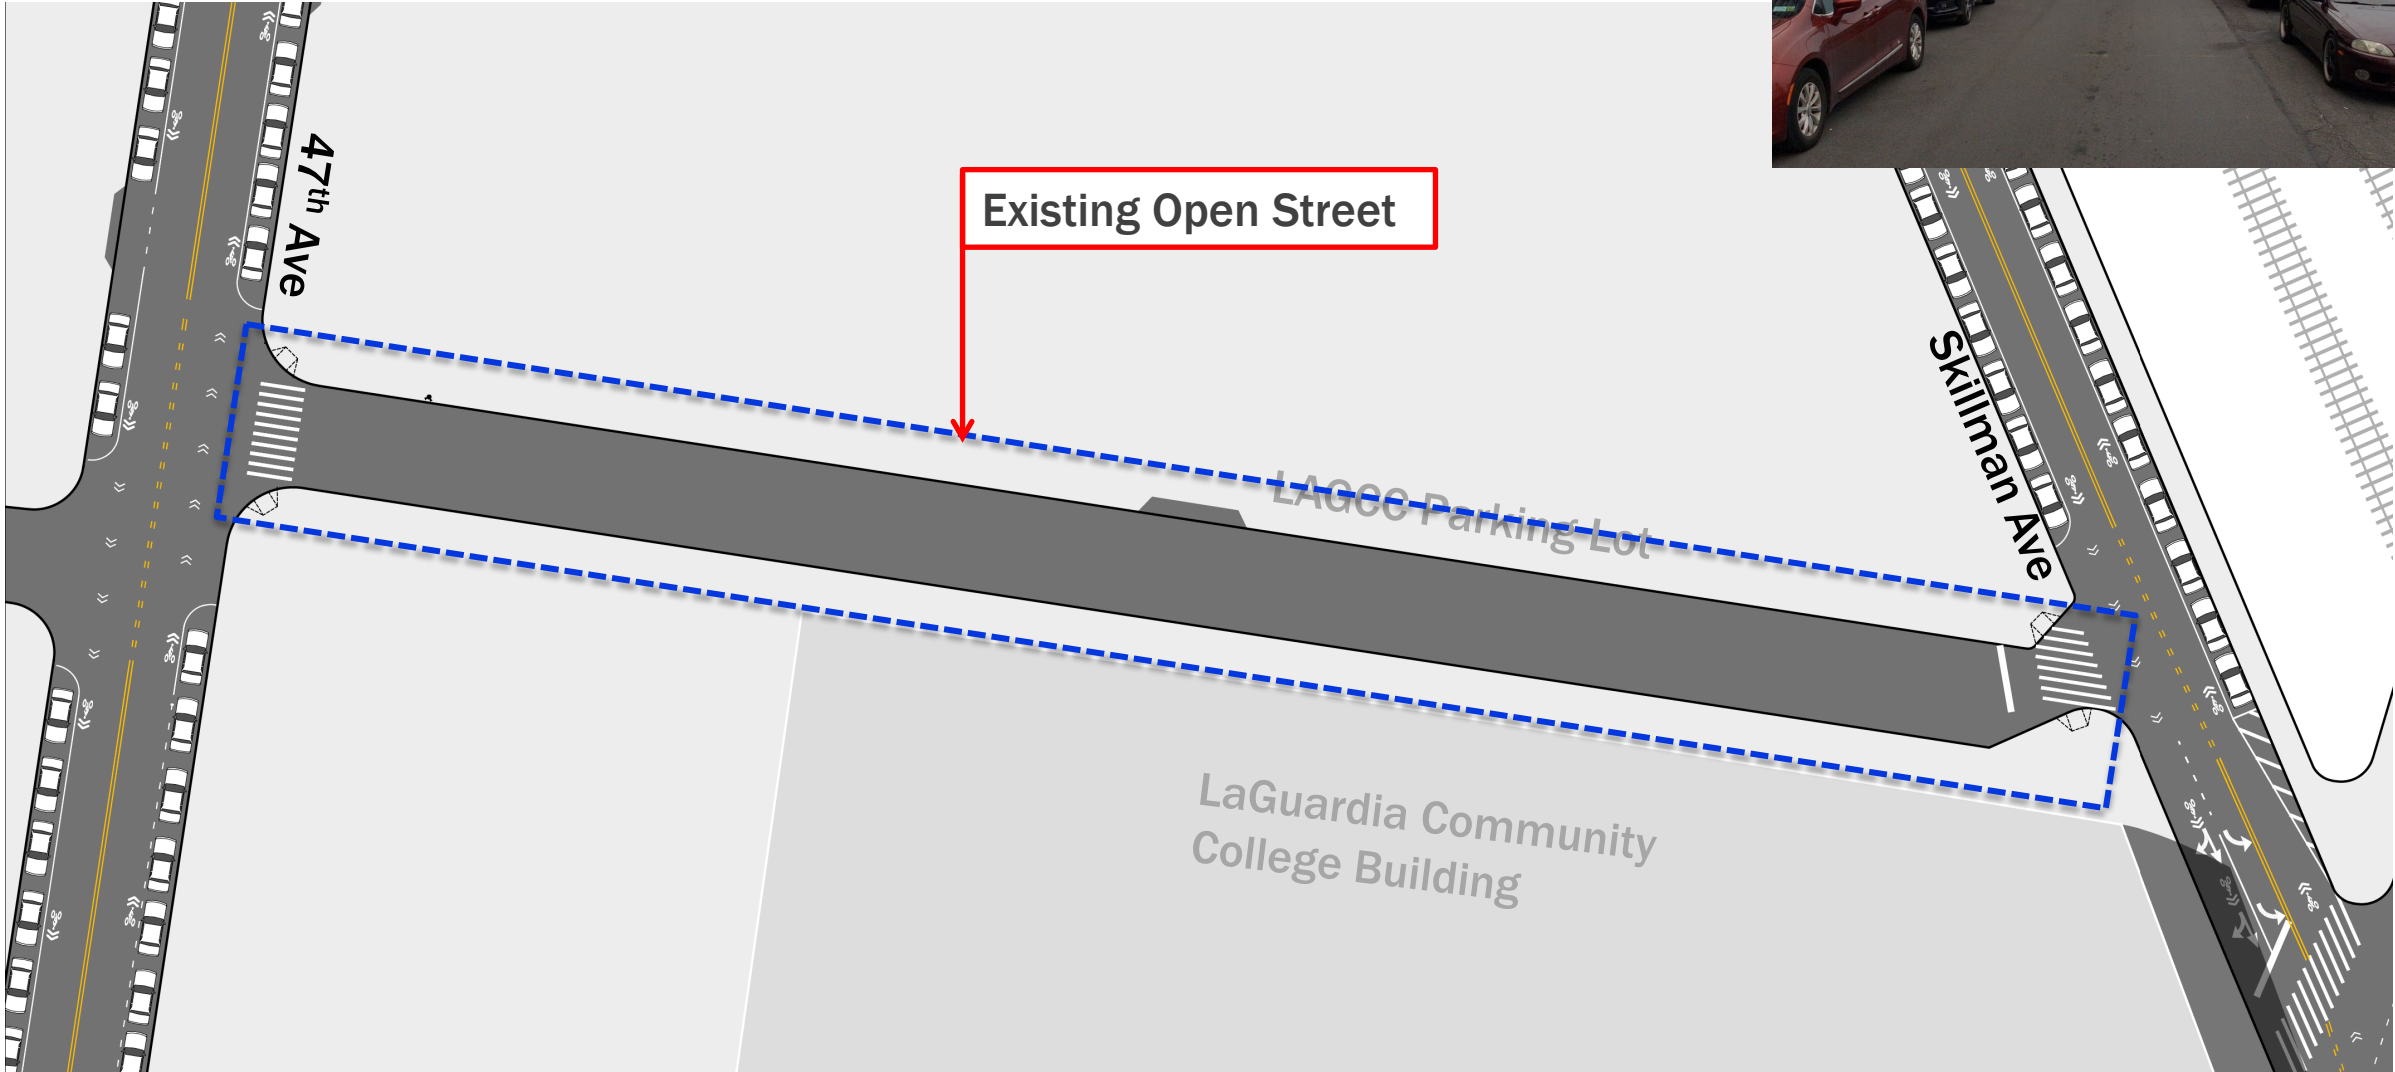 47th Ave
Existing Open Street
Skillman Ave
LAGCC Parking Lot
LaGuardia Community
College Building